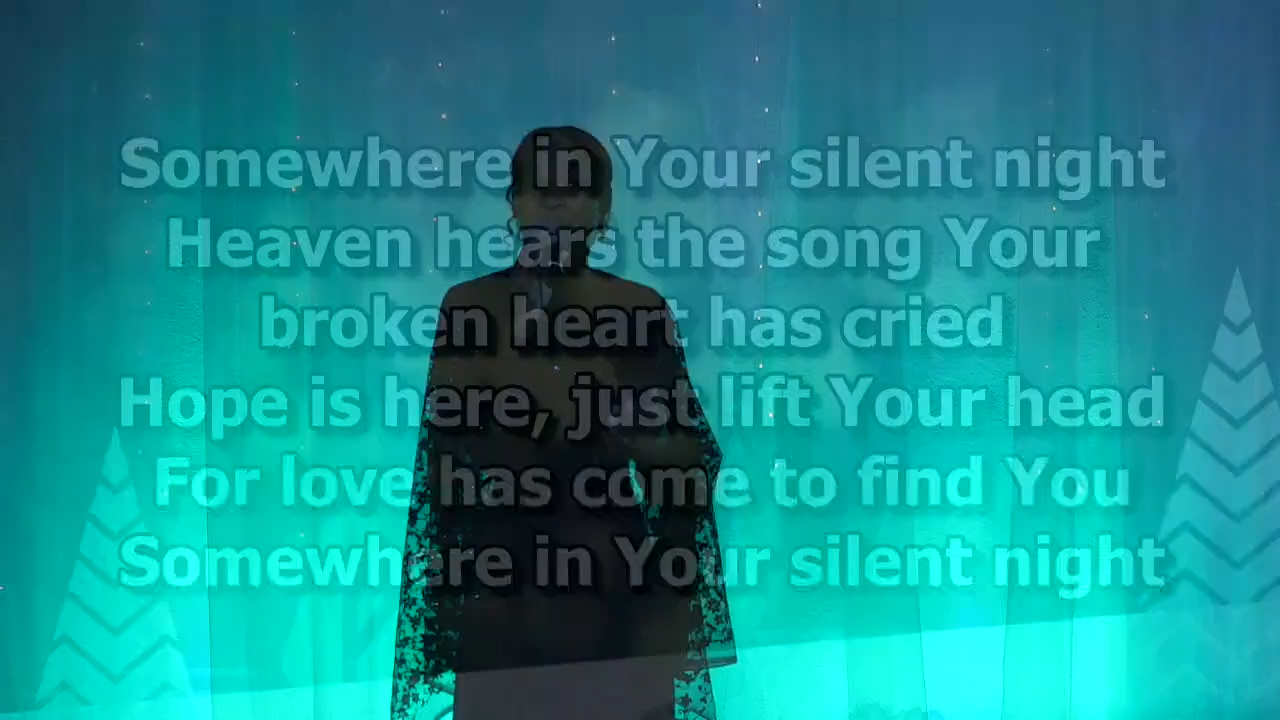 Somewhere in Your silent night
Heaven hears the song Your
broken heart has cried
Hope is here, just lift Your head
For love has come to find You
Somewhere in Your silent night